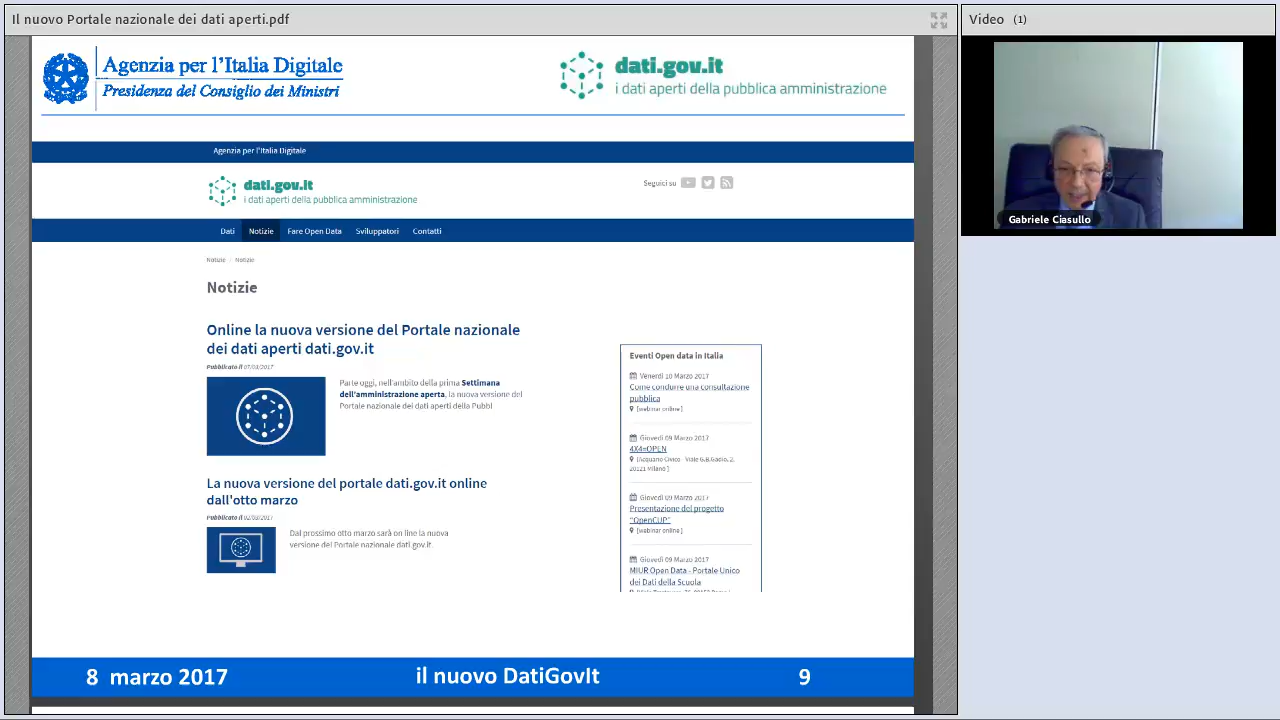 Il nuovo Portale nazionale dei dati aperti.pdf
Video (1)
Agenzia per l'Italia Digitale
Presidenza del Consiglio dei Ministri
dati.gov.it
i dati aperti della pubblica amministrazione
Agenzia per l'Italia Digitale
dati.gov.it
i dati aperti della pubblica amministrazione
Seguici su
Dati Notizie Fare Open Data Sviluppatori Contatti
Notizie / Notizie
Notizie
Online la nuova versione del Portale nazionale
dei dati aperti dati.gov.it
Pubblicato il 07/03/2017
Parte oggi, nell'ambito della prima Settimana
dell'amministrazione aperta, la nuova versione del
Portale nazionale dei dati aperti della Pubbl
La nuova versione del portale dati.gov.it online
dall'otto marzo
Pubblicato il 02/03/2017
Dal prossimo otto marzo sarà on line la nuova
versione del Portale nazionale dati.gov.it.
Eventi Open data in Italia
Venerdì 10 Marzo 2017
Come condurre una consultazione
pubblica
[webinar online ]
Giovedì 09 Marzo 2017
4X4=OPEN
[Acquario Civico - Viale G.B.Gadio, 2,
20121 Milano ]
Giovedì 09 Marzo 2017
Presentazione del progetto
"OpenCUP"
[webinar online ]
Giovedì 09 Marzo 2017
MIUR Open Data - Portale Unico
dei Dati della Scuola
8 marzo 2017
il nuovo DatiGovIt
9
Gabriele Ciasullo